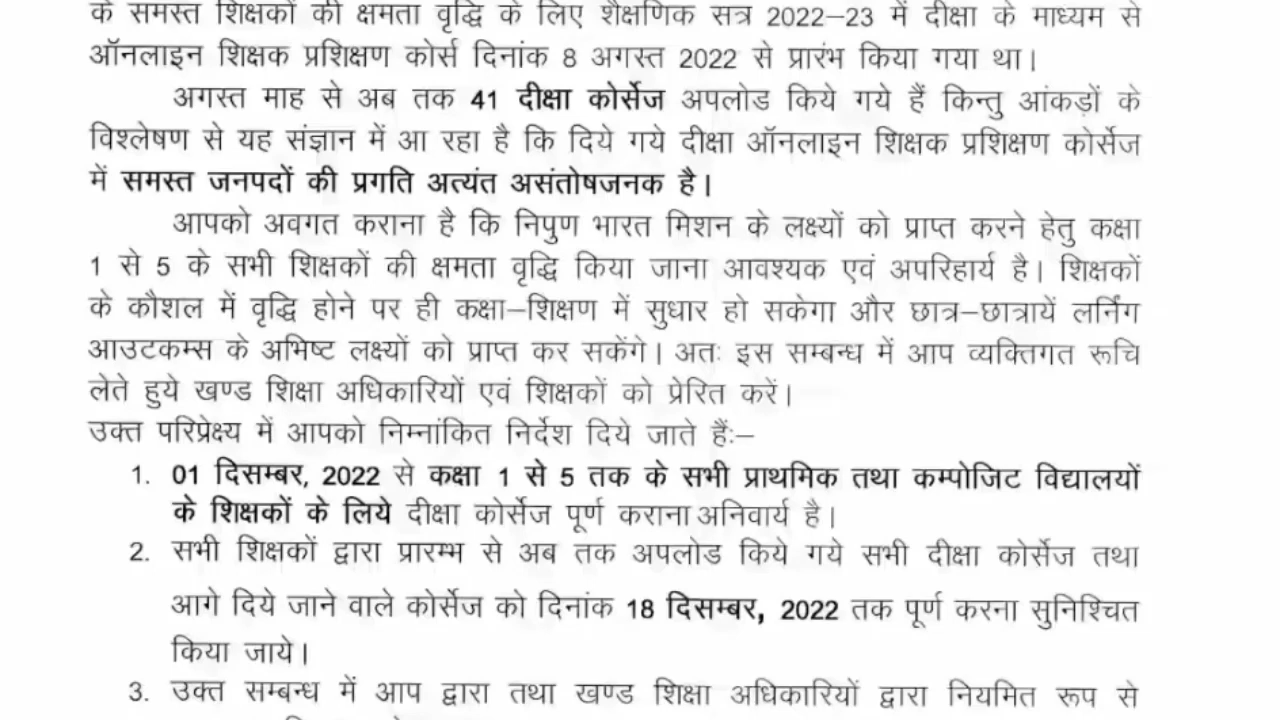 के समस्त शिक्षकों की क्षमता वृद्धि के लिए शैक्षणिक सत्र 2022–23 में दीक्षा के माध्यम से
ऑनलाइन शिक्षक प्रशिक्षण कोर्स दिनांक 8 अगस्त 2022 से प्रारंभ किया गया था।
अगस्त माह से अब तक 41 दीक्षा कोर्सेज अपलोड किये गये हैं किन्तु आंकड़ों के
विश्लेषण से यह संज्ञान में आ रहा है कि दिये गये दीक्षा ऑनलाइन शिक्षक प्रशिक्षण कोर्सेज
में समस्त जनपदों की प्रगति अत्यंत असंतोषजनक है।
आपको अवगत कराना है कि निपुण भारत मिशन के लक्ष्यों को प्राप्त करने हेतु कक्षा
1 से 5 के सभी शिक्षकों की क्षमता वृद्धि किया जाना आवश्यक एवं अपरिहार्य है। शिक्षकों
के कौशल में वृद्धि होने पर ही कक्षा–शिक्षण में सुधार हो सकेगा और छात्र–छात्रायें लर्निंग
आउटकम्स के अभिष्ट लक्ष्यों को प्राप्त कर सकेंगे। अतः इस सम्बन्ध में आप व्यक्तिगत रूचि
लेते हुये खण्ड शिक्षा अधिकारियों एवं शिक्षकों को प्रेरित करें।
उक्त परिप्रेक्ष्य में आपको निम्नांकित निर्देश दिये जाते हैंः–
1. 01 दिसम्बर, 2022 से कक्षा 1 से 5 तक के सभी प्राथमिक तथा कम्पोजिट विद्यालयों
के शिक्षकों के लिये दीक्षा कोर्सेज पूर्ण कराना अनिवार्य है।
2. सभी शिक्षकों द्वारा प्रारम्भ से अब तक अपलोड किये गये सभी दीक्षा कोर्सेज तथा
आगे दिये जाने वाले कोर्सेज को दिनांक 18 दिसम्बर, 2022 तक पूर्ण करना सुनिश्चित
किया जाये।
3. उक्त सम्बन्ध में आप द्वारा तथा खण्ड शिक्षा अधिकारियों द्वारा नियमित रूप से